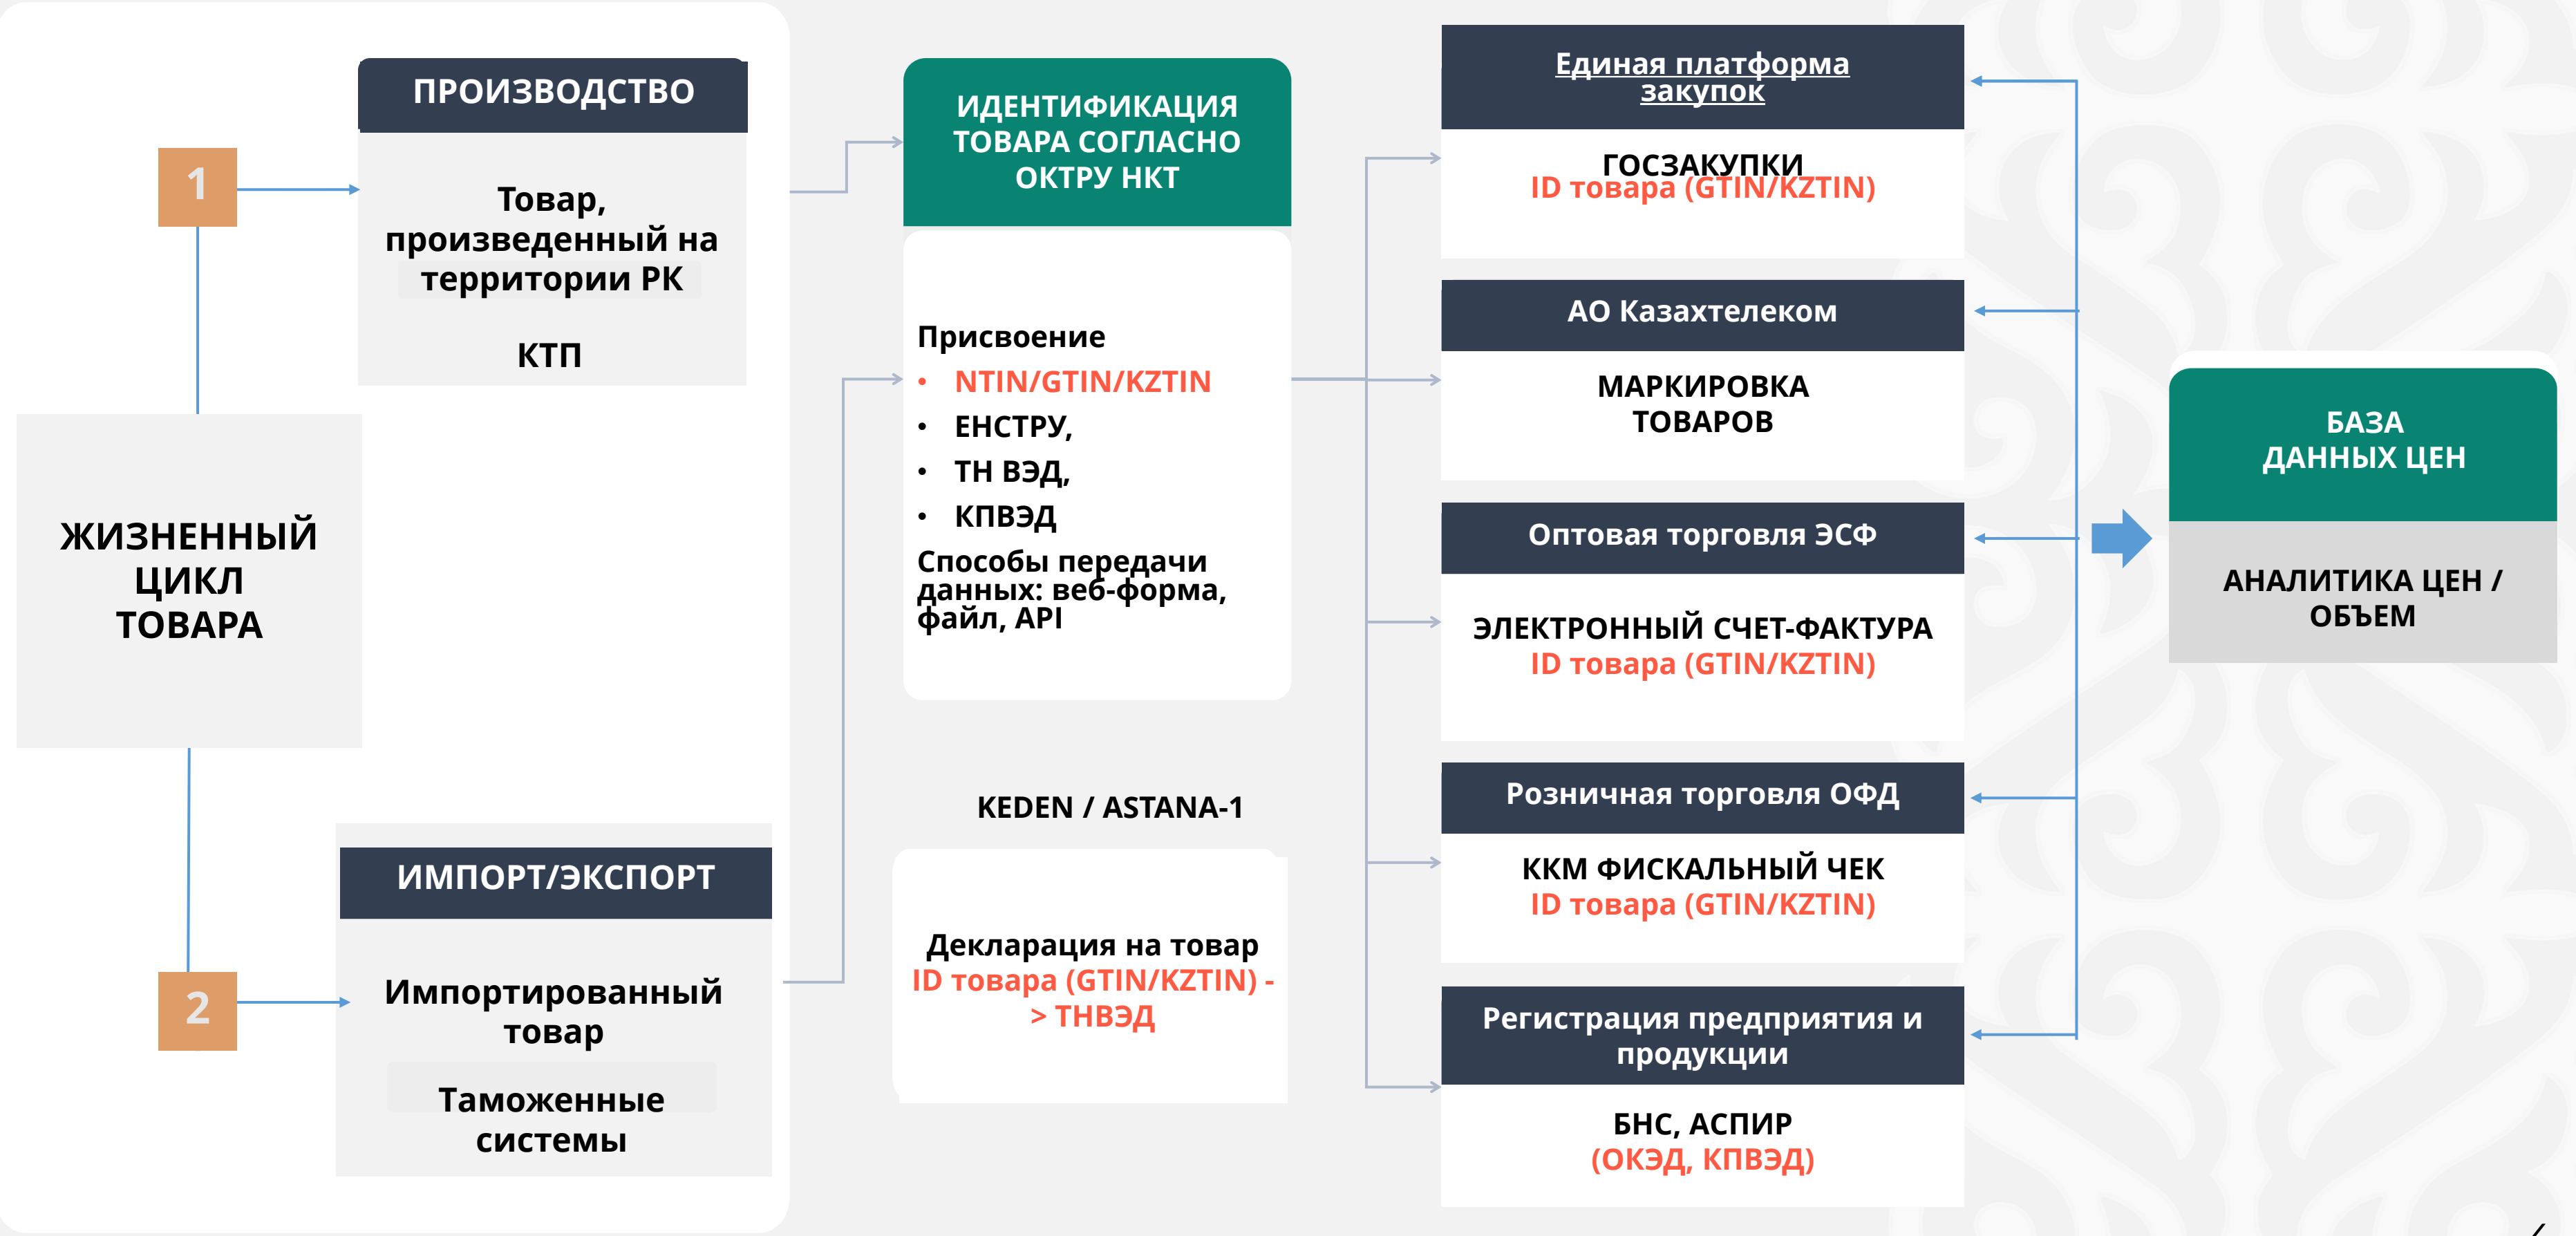 ПРОИЗВОДСТВО
1
Товар,
произведенный на
территории РК
КТП
ЖИЗНЕННЫЙ
ЦИКЛ
ТОВАРА
ИМПОРТ/ЭКСПОРТ
2
Импортированный
товар
Таможенные
системы
ИДЕНТИФИКАЦИЯ
ТОВАРА СОГЛАСНО
ОКТРУ НКТ
Присвоение
• NTIN/GTIN/KZTIN
• ЕНСТРУ,
• ТН ВЭД,
• КПВЭД
Способы передачи
данных: веб-форма,
файл, API
KEDEN / ASTANA-1
Декларация на товар
ID товара (GTIN/KZTIN) -
> ТНВЭД
Единая платформа
закупок
ГОСЗАКУПКИ
ID товара (GTIN/KZTIN)
АО Казахтелеком
МАРКИРОВКА
ТОВАРОВ
Оптовая торговля ЭСФ
ЭЛЕКТРОННЫЙ СЧЕТ-ФАКТУРА
ID товара (GTIN/KZTIN)
Розничная торговля ОФД
ККМ ФИСКАЛЬНЫЙ ЧЕК
ID товара (GTIN/KZTIN)
Регистрация предприятия и
продукции
БНС, АСПИР
(ОКЭД, КПВЭД)
БАЗА
ДАННЫХ ЦЕН
АНАЛИТИКА ЦЕН /
ОБЪЕМ